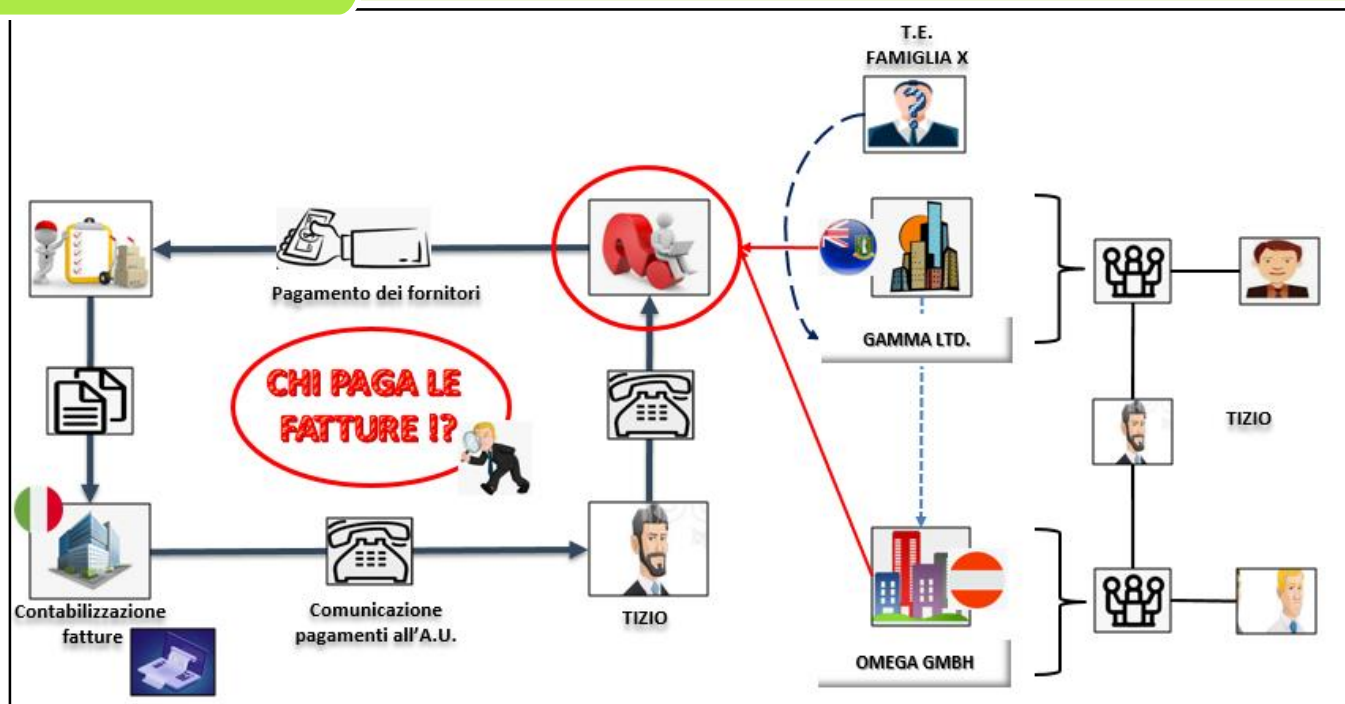 T.E.
FAMIGLIA X
Pagamento dei fornitori
GAMMA LTD.
CHI PAGA LE
FATTURE !?
TIZIO
Contabilizzazione
fatture
Comunicazione
pagamenti all'A.U.
TIZIO
OMEGA GMBH